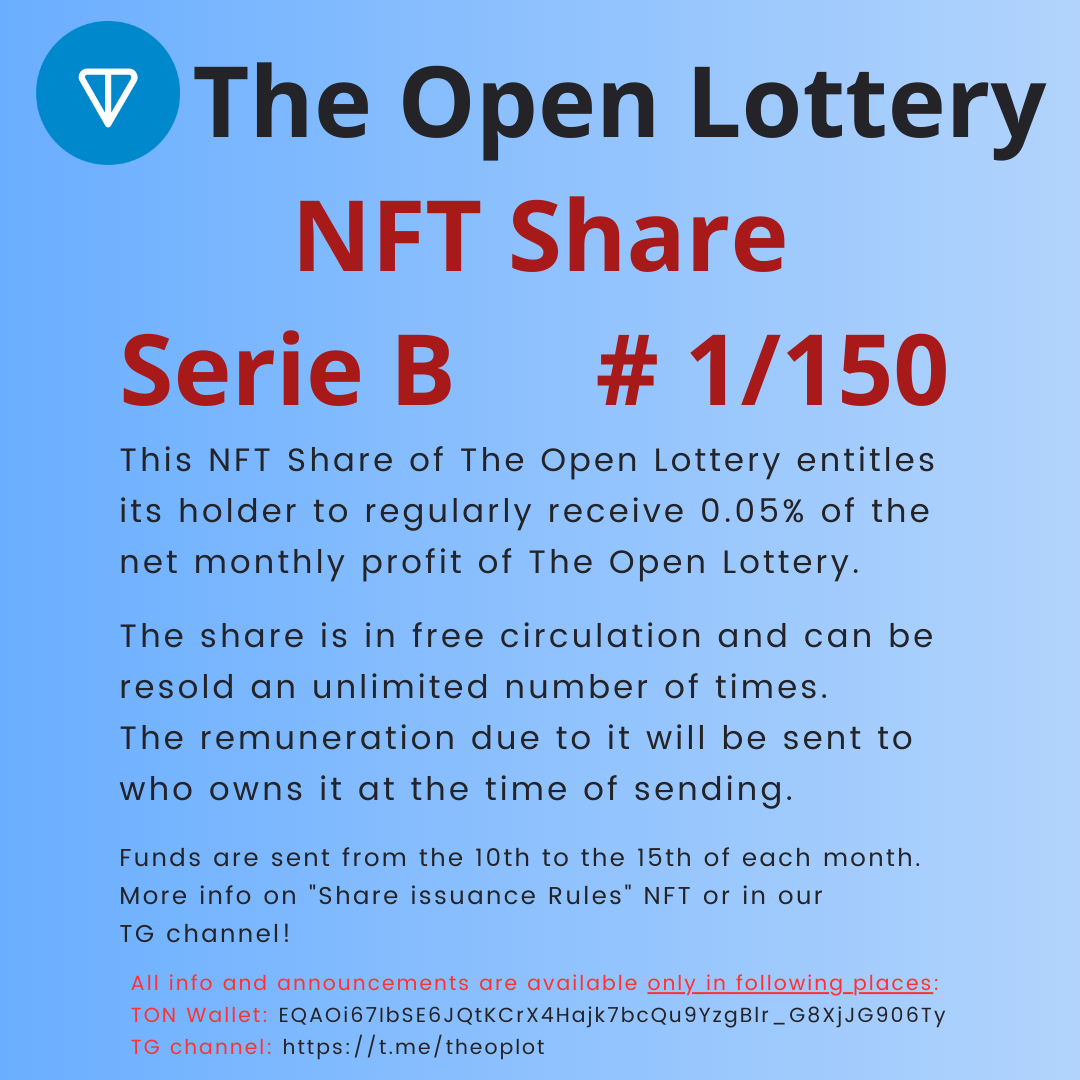 The Open Lottery
NFT Share
Serie B # 1/150
This NFT Share of The Open Lottery entitles
its holder to regularly receive 0.05% of the
net monthly profit of The Open Lottery.
The share is in free circulation and can be
resold an unlimited number of times.
The remuneration due to it will be sent to
who owns it at the time of sending.
Funds are sent from the 10th to the 15th of each month.
More info on "Share issuance Rules" NFT or in our
TG channel!
All info and announcements are available only in following places:
TON Wallet: EQAOi67IbSE6JQtKCrX4Hajk7bcQu9YzgBlr_G8XjJG906Ty
TG channel: https://t.me/theoplot